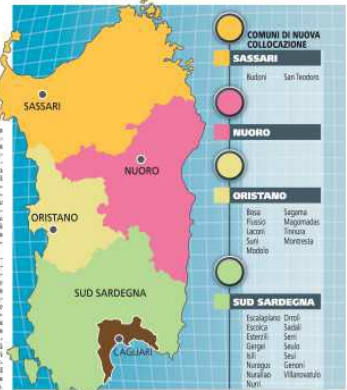 SASSARI
NUORO
ORISTANO
SUD SARDEGNA
CAGLIARI
COMUNI DI NUOVA
COLLOCAZIONE
SASSARI
Budoni San Teodoro
NUORO
ORISTANO
Bosa Sagama
Flussio Magomadas
Laconi Tinnura
Suni Montresta
Modolo
SUD SARDEGNA
Escalaplano Orroli
Escolca Sadali
Esterzili Serri
Gergei Seulo
Isili Seui
Nuragus Genoni
Nurallao Villanovatulo
Nurri